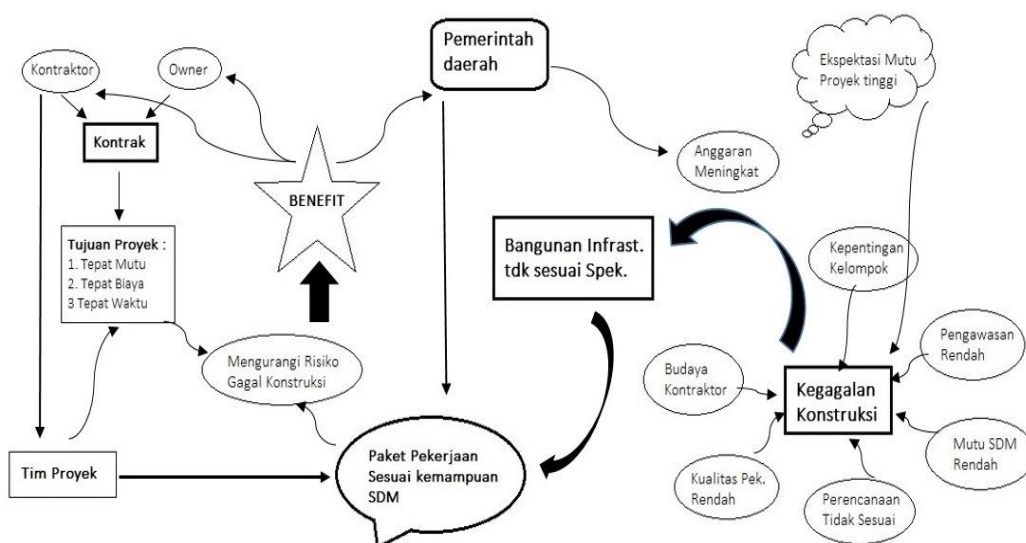 Pemerintah
daerah
Kontraktor
Owner
Ekspektasi Mutu
Proyek tinggi
Kontrak
Anggaran
Meningkat
BENEFIT
Tujuan Proyek :
1. Tepat Mutu
2. Tepat Biaya
3 Tepat Waktu
Bangunan Infrast.
tdk sesuai Spek.
Kepentingan
Kelompok
Mengurangi Risiko
Gagal Konstruksi
Pengawasan
Rendah
Budaya
Kontraktor
Kegagalan
Konstruksi
Tim Proyek
Paket Pekerjaan
Sesuai kemampuan
SDM
Kualitas Pek.
Rendah
Perencanaan
Tidak Sesuai
Mutu SDM
Rendah